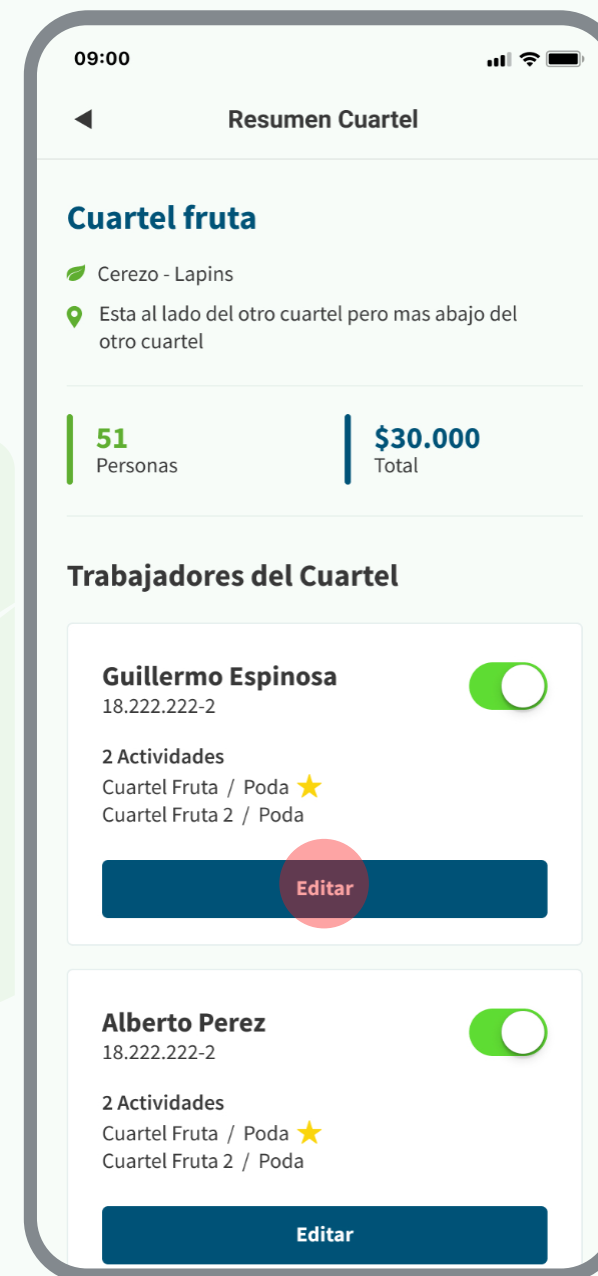 09:00
Resumen Cuartel
Cuartel fruta
Cerezo - Lapins
Esta al lado del otro cuartel pero mas abajo del
otro cuartel
51
Personas
$30.000
Total
Trabajadores del Cuartel
Guillermo Espinosa
18.222.222-2
2 Actividades
Cuartel Fruta / Poda
Cuartel Fruta 2 / Poda
Editar
Alberto Perez
18.222.222-2
2 Actividades
Cuartel Fruta / Poda
Cuartel Fruta 2 / Poda
Editar